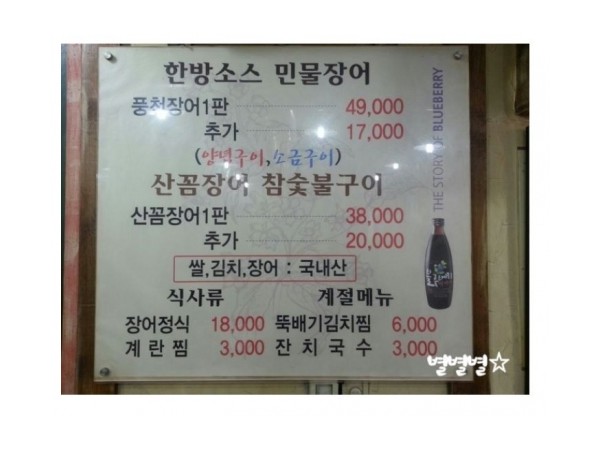 한방소스 민물장어
풍천장어1판 49,000
추가 17,000
(양념구이,소금구이)
산꼼장어 참숯불구이
산꼼장어1판 38,000
추가 20,000
쌀,김치,장어 : 국내산
식사류 계절메뉴
장어정식 18,000 뚝배기김치찜 6,000
계란찜 3,000 잔치국수 3,000
THE STORY OF BLUEBERRY
별별별☆